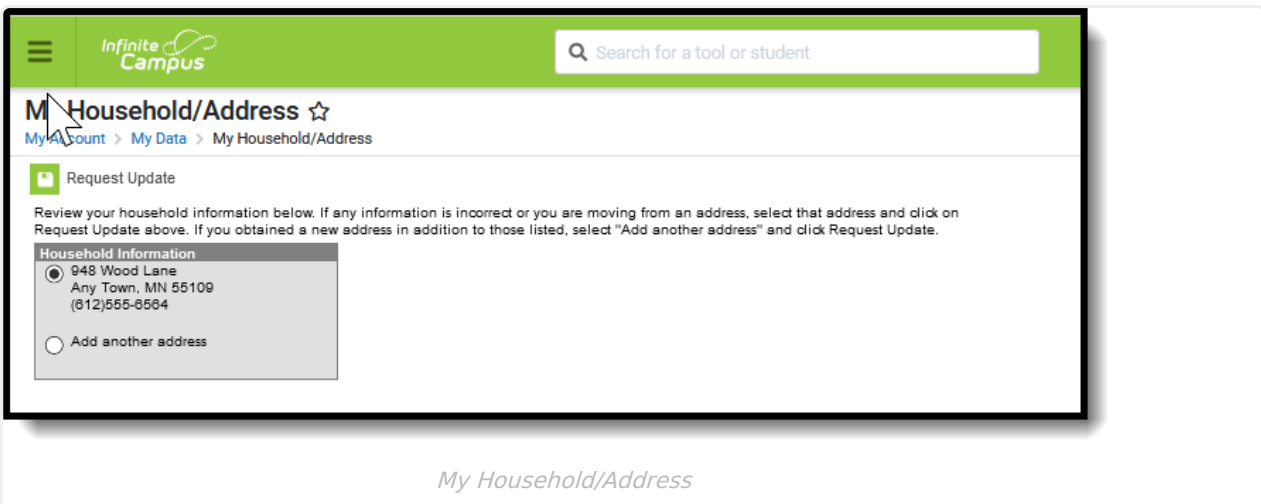 Infinite
Campus
Search for a tool or student
My Household/Address
My Account > My Data > My Household/Address
Request Update
Review your household information below. If any information is incorrect or you are moving from an address, select that address and click on
Request Update above. If you obtained a new address in addition to those listed, select "Add another address" and click Request Update.
Household Information
948 Wood Lane
Any Town, MN 55109
(612)555-6564
Add another address
My Household/Address